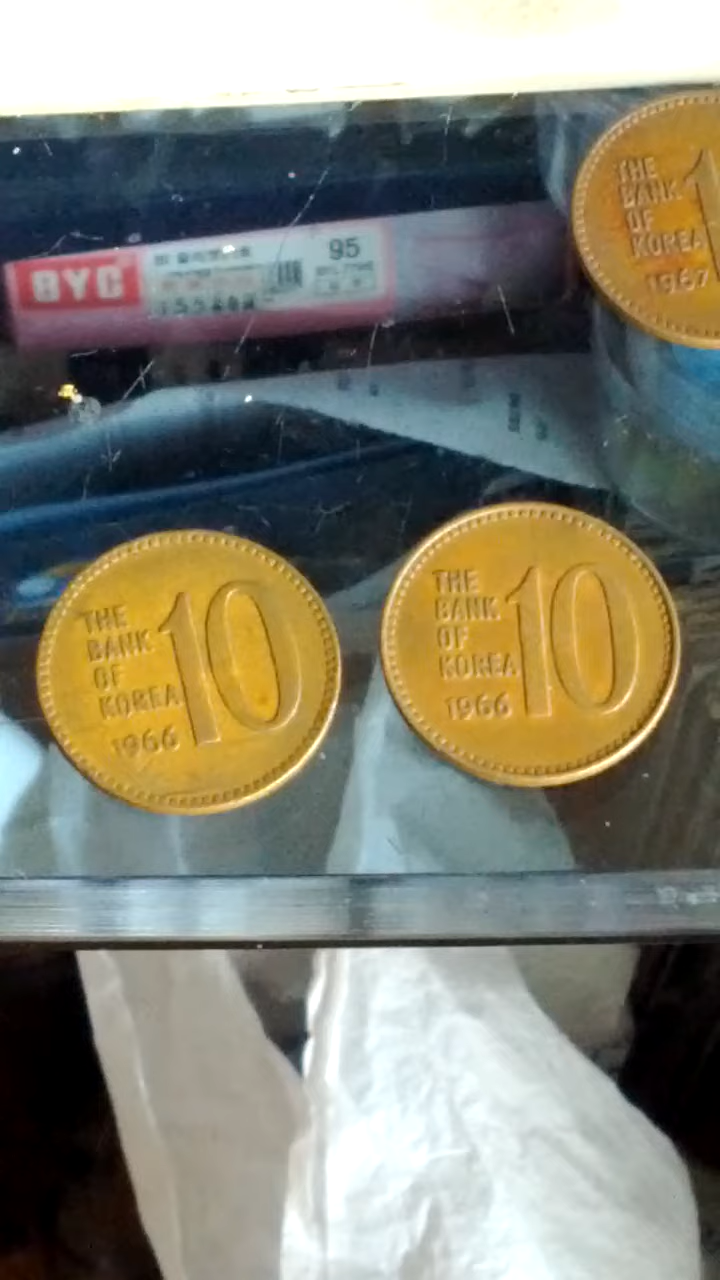 THE
BANK
OF
KOREA
1967
BYC
95
THE
BANK
OF
KOREA
1966
10
THE
BANK
OF
KOREA
1966
10